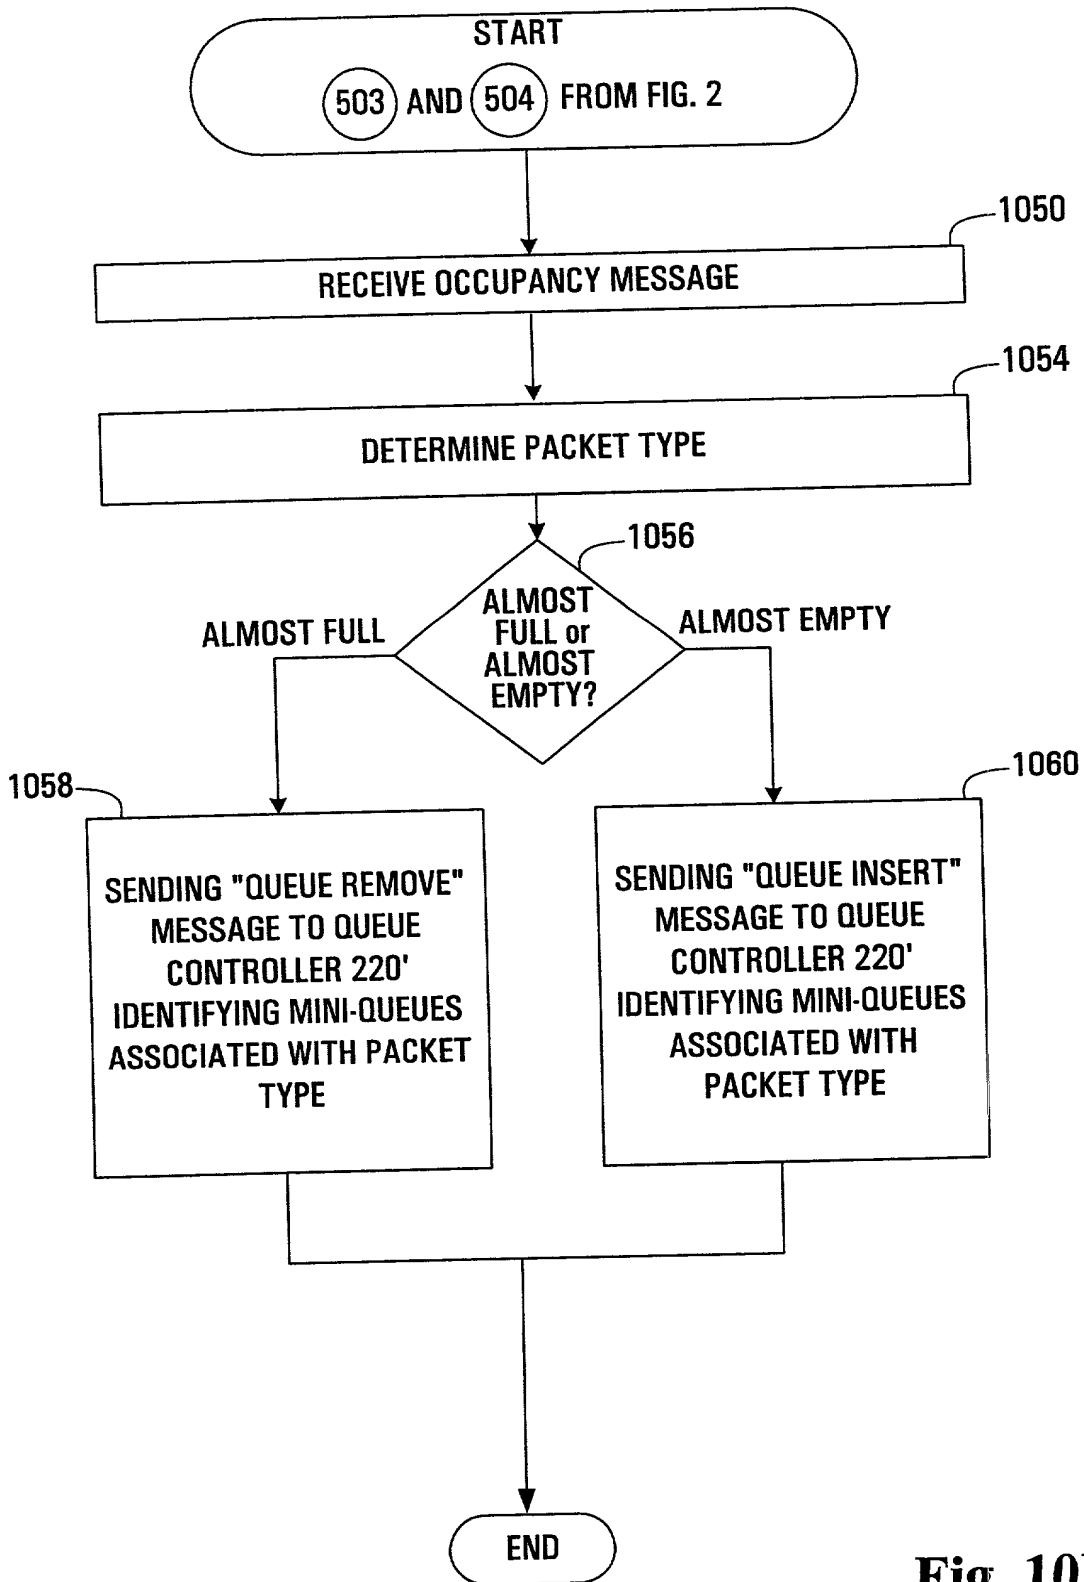 START
503 AND 504 FROM FIG. 2
1050
RECEIVE OCCUPANCY MESSAGE
1054
DETERMINE PACKET TYPE
1056
ALMOST
FULL or
ALMOST
EMPTY?
ALMOST FULL
ALMOST EMPTY
1058
SENDING "QUEUE REMOVE"
MESSAGE TO QUEUE
CONTROLLER 220'
IDENTIFYING MINI-QUEUES
ASSOCIATED WITH PACKET
TYPE
1060
SENDING "QUEUE INSERT"
MESSAGE TO QUEUE
CONTROLLER 220'
IDENTIFYING MINI-QUEUES
ASSOCIATED WITH
PACKET TYPE
END
Fig.